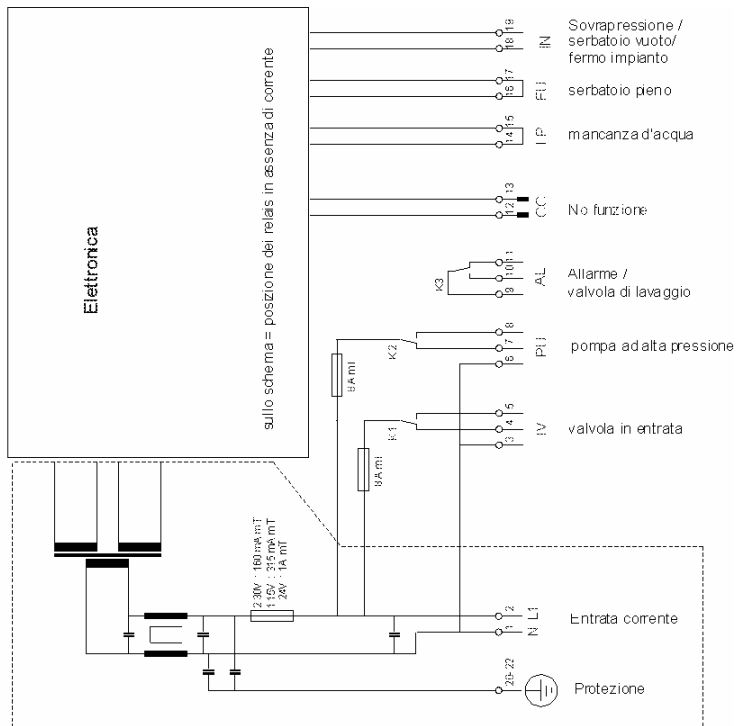 Elettronica
sullo schema = posizione dei relais in assenza di corrente
19
18
IN
Sovrapressione /
serbatoio vuoto/
fermo impianto
17
16
FU
serbatoio pieno
15
14
LP
mancanza d'acqua
13
12
CC
No funzione
11
10
9
AL
K3
Allarme /
valvola di lavaggio
8
7
6
PU
K2
8A mT
pompa ad alta pressione
5
4
3
IV
K1
8A mT
valvola in entrata
230V : 160 mA mT
115V : 315 mA mT
24V : 1A mT
2
L1
1
N
Entrata corrente
20-22
Protezione